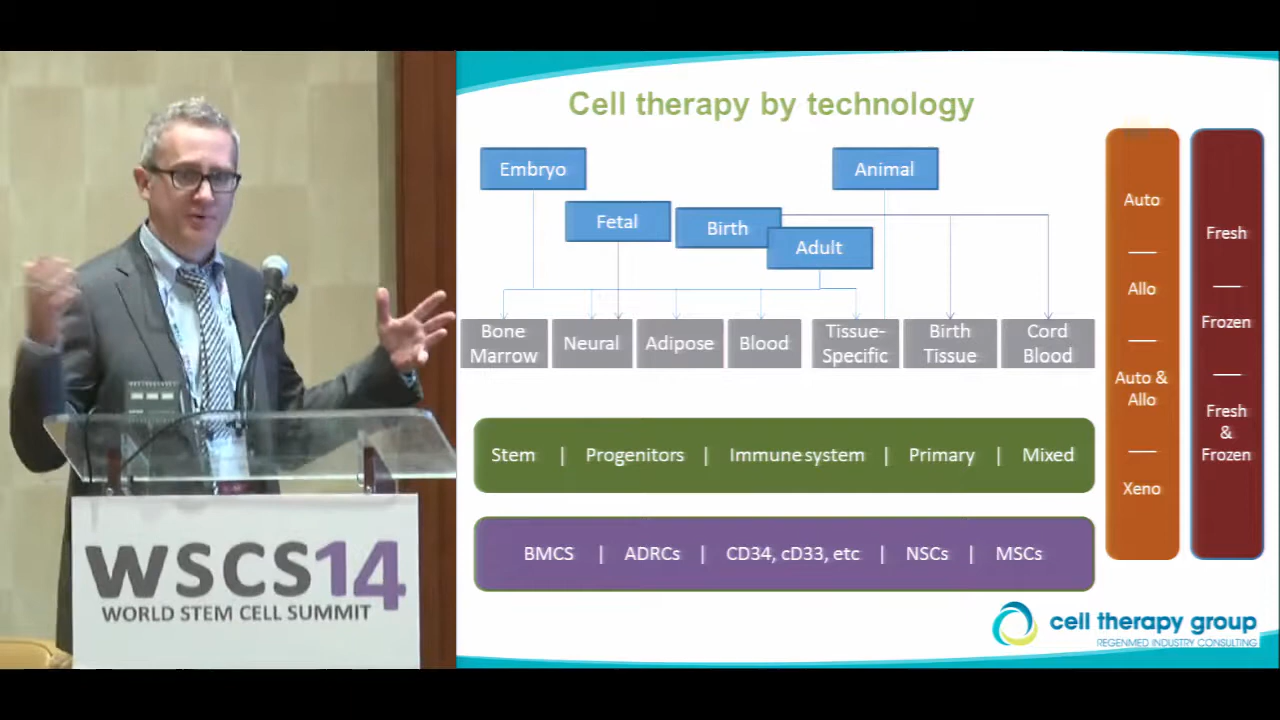 WSCS14
WORLD STEM CELL SUMMIT
Cell therapy by technology
Embryo
Animal
Fetal
Birth
Adult
Bone
Marrow
Neural
Adipose
Blood
Tissue-
Specific
Birth
Tissue
Cord
Blood
Stem | Progenitors | Immune system | Primary | Mixed
BMCS | ADRCs | CD34, cD33, etc | NSCs | MSCs
Auto
Allo
Auto &
Allo
Xeno
Fresh
Frozen
Fresh
&
Frozen
cell therapy group
REGENMED INDUSTRY CONSULTING